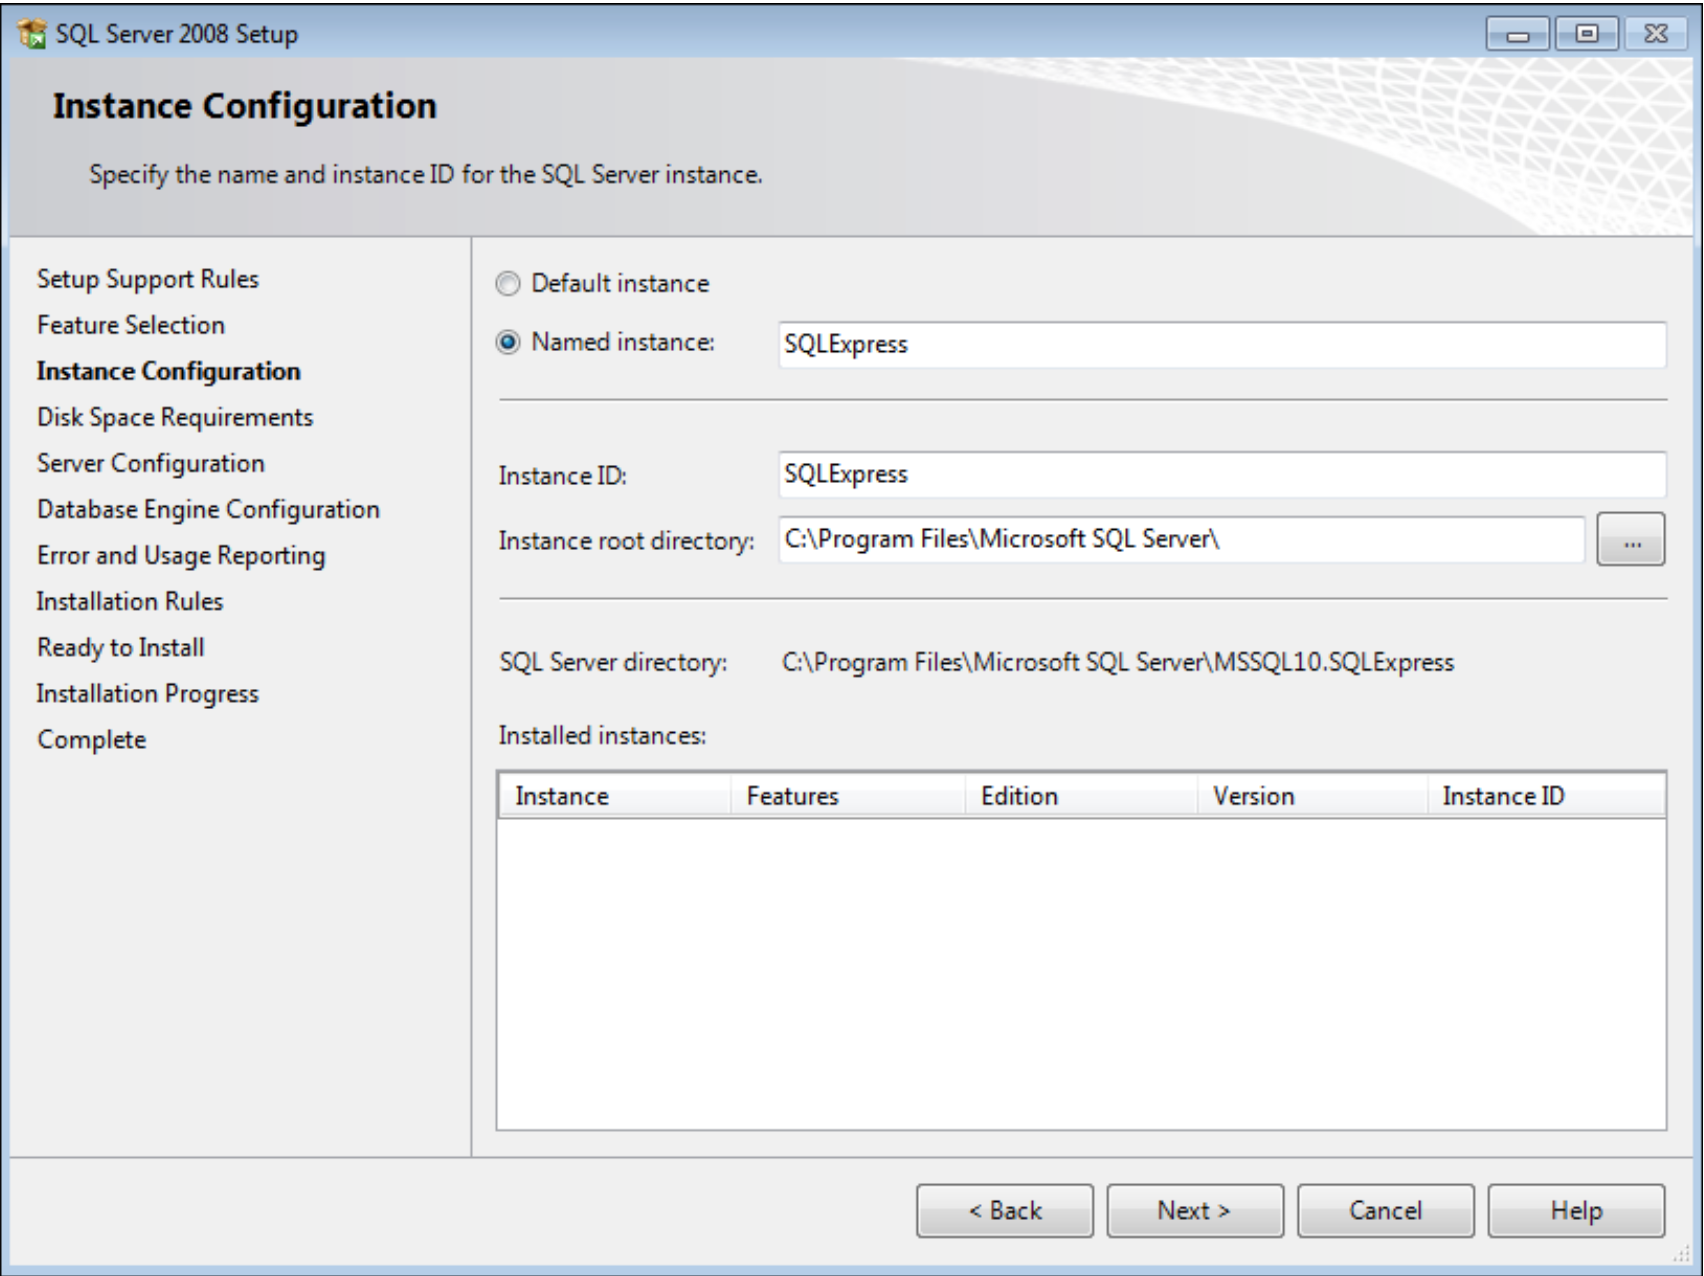 SQL Server 2008 Setup
Instance Configuration
Specify the name and instance ID for the SQL Server instance.
Setup Support Rules
Feature Selection
Instance Configuration
Disk Space Requirements
Server Configuration
Database Engine Configuration
Error and Usage Reporting
Installation Rules
Ready to Install
Installation Progress
Complete
Default instance
Named instance: SQLExpress
Instance ID: SQLExpress
Instance root directory: C:\Program Files\Microsoft SQL Server\ ...
SQL Server directory: C:\Program Files\Microsoft SQL Server\MSSQL10.SQLExpress
Installed instances:
Instance Features Edition Version Instance ID
< Back Next > Cancel Help